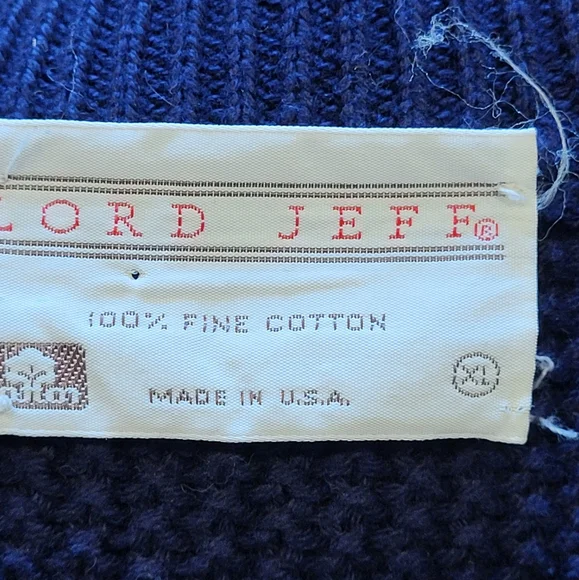 LORD JEFF®
100% FINE COTTON
XL
MADE IN U.S.A.